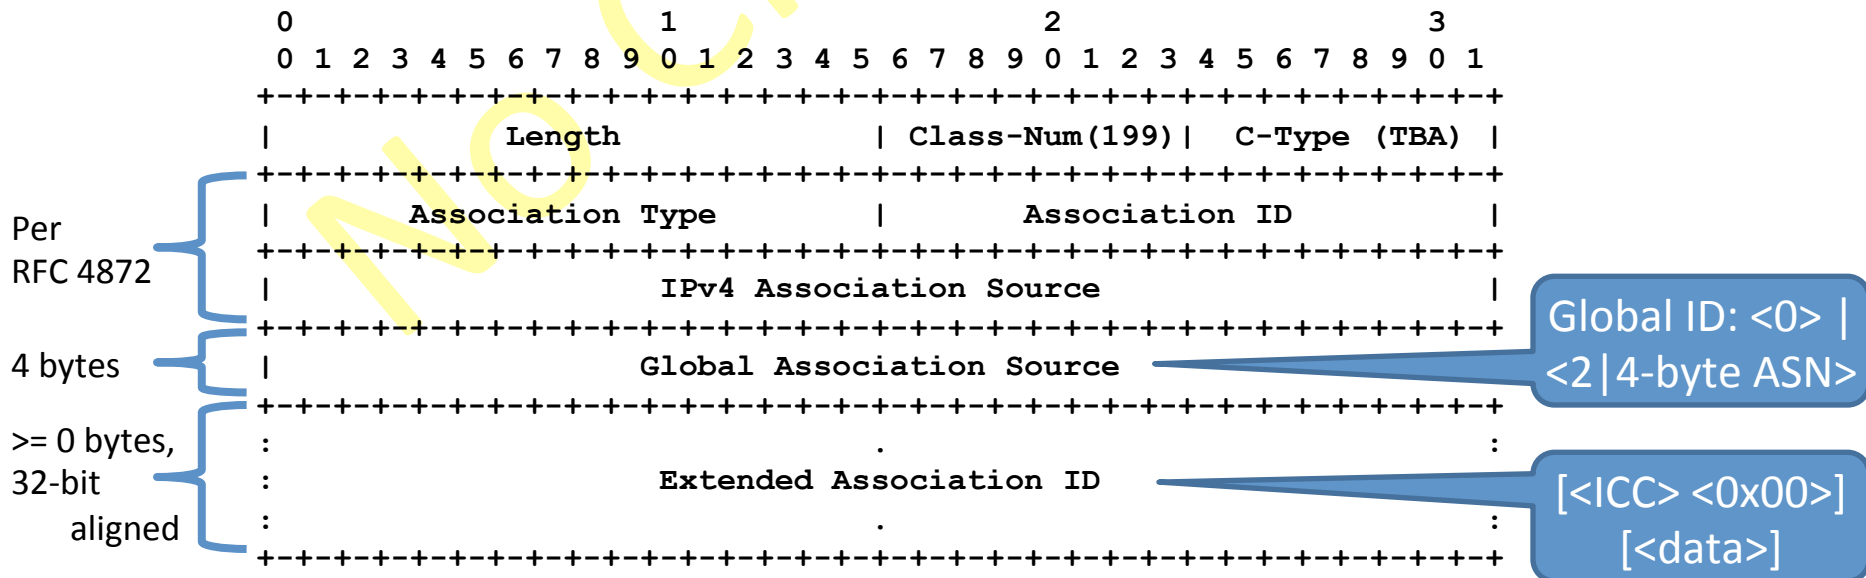 0 1 2 3
0 1 2 3 4 5 6 7 8 9 0 1 2 3 4 5 6 7 8 9 0 1 2 3 4 5 6 7 8 9 0 1
+-+-+-+-+-+-+-+-+-+-+-+-+-+-+-+-+-+-+-+-+-+-+-+-+-+-+-+-+-+-+-+-+
| Length | Class-Num(199)| C-Type (TBA) |
+-+-+-+-+-+-+-+-+-+-+-+-+-+-+-+-+-+-+-+-+-+-+-+-+-+-+-+-+-+-+-+-+
| Association Type | Association ID |
+-+-+-+-+-+-+-+-+-+-+-+-+-+-+-+-+-+-+-+-+-+-+-+-+-+-+-+-+-+-+-+-+
| IPv4 Association Source |
+-+-+-+-+-+-+-+-+-+-+-+-+-+-+-+-+-+-+-+-+-+-+-+-+-+-+-+-+-+-+-+-+
| Global Association Source
+-+-+-+-+-+-+-+-+-+-+-+-+-+-+-+-+-+-+-+-+-+-+-+-+-+-+-+-+-+-+-+-+
: . :
: Extended Association ID
: . :
+-+-+-+-+-+-+-+-+-+-+-+-+-+-+-+-+-+-+-+-+-+-+-+-+-+-+-+-+-+-+-+-+
Per
RFC 4872
4 bytes
>= 0 bytes,
32-bit
aligned
Global ID: <0> |
<2|4-byte ASN>
[<ICC> <0x00>]
[<data>]
No